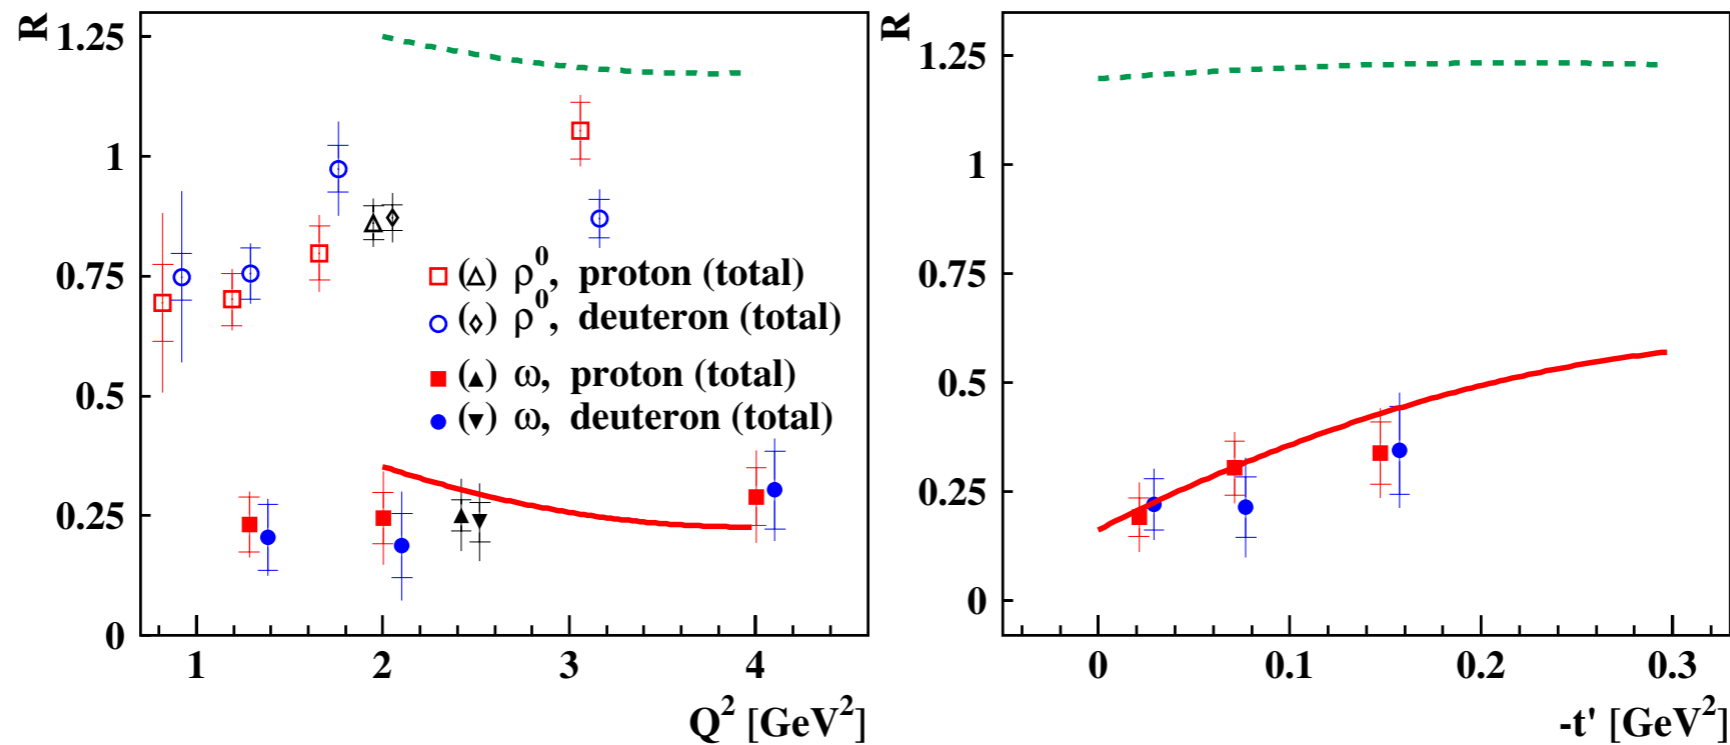 R
1.25
1
0.75
0.5
0.25
0
(△) ρ⁰, proton (total)
(◊) ρ⁰, deuteron (total)
(▲) ω, proton (total)
(▼) ω, deuteron (total)
1 2 3 4
Q² [GeV²]
R
1.25
1
0.75
0.5
0.25
0
0 0.1 0.2 0.3
-t' [GeV²]